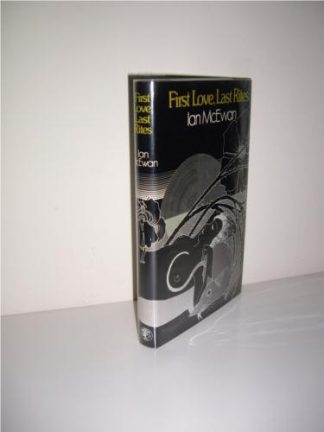 First Love, Last Rites
Ian McEwan
First
Love,
Last
Rites
Ian
McEwan